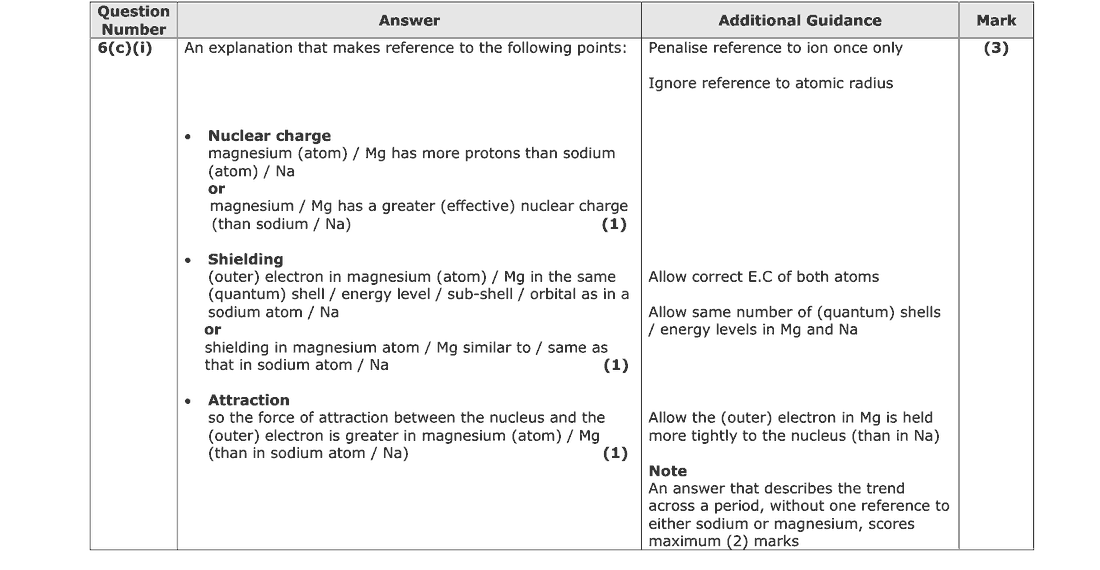 Question Number
Answer
Additional Guidance
Mark
6(c)(i)
An explanation that makes reference to the following points:
Penalise reference to ion once only
(3)
Ignore reference to atomic radius
• Nuclear charge
magnesium (atom) / Mg has more protons than sodium
(atom) / Na
or
magnesium / Mg has a greater (effective) nuclear charge
(than sodium / Na) (1)
• Shielding
(outer) electron in magnesium (atom) / Mg in the same
(quantum) shell / energy level / sub-shell / orbital as in a
sodium atom / Na
or
shielding in magnesium atom / Mg similar to / same as
that in sodium atom / Na (1)
Allow correct E.C of both atoms
Allow same number of (quantum) shells
/ energy levels in Mg and Na
• Attraction
so the force of attraction between the nucleus and the
(outer) electron is greater in magnesium (atom) / Mg
(than in sodium atom / Na) (1)
Allow the (outer) electron in Mg is held
more tightly to the nucleus (than in Na)
Note
An answer that describes the trend
across a period, without one reference to
either sodium or magnesium, scores
maximum (2) marks